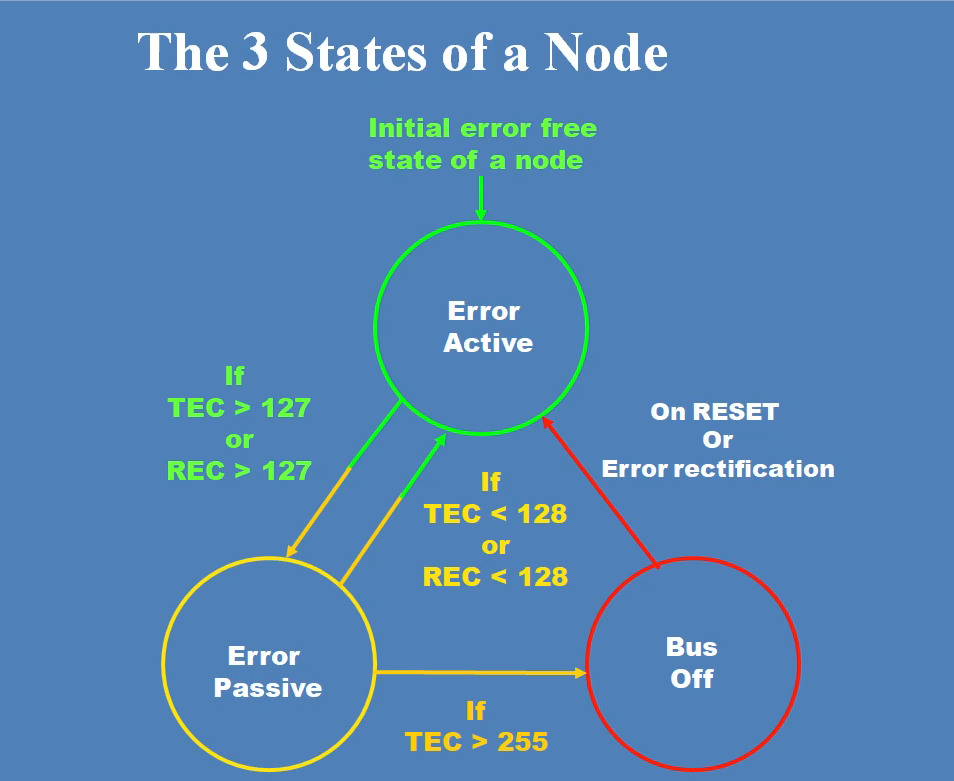 The 3 States of a Node
Initial error free
state of a node
Error
Active
If
TEC > 127
or
REC > 127
On RESET
Or
Error rectification
If
TEC < 128
or
REC < 128
Error
Passive
Bus
Off
If
TEC > 255